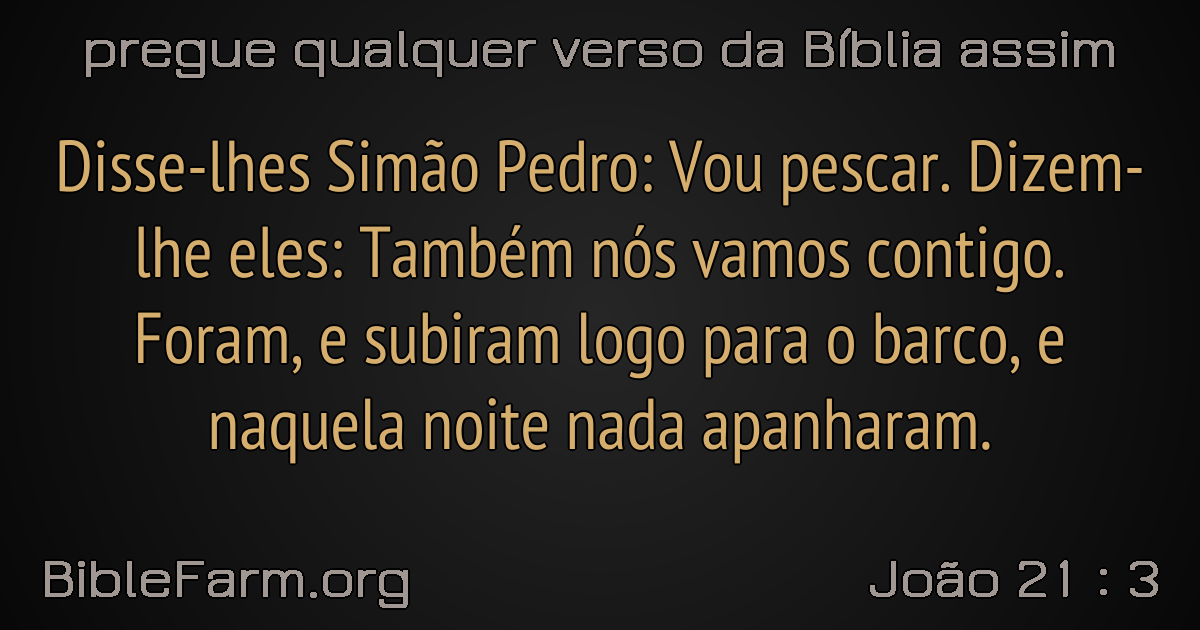 pregue qualquer verso da Bíblia assim
Disse-lhes Simão Pedro: Vou pescar. Dizem-
lhe eles: Também nós vamos contigo.
Foram, e subiram logo para o barco, e
naquela noite nada apanharam.
BibleFarm.org
João 21 : 3